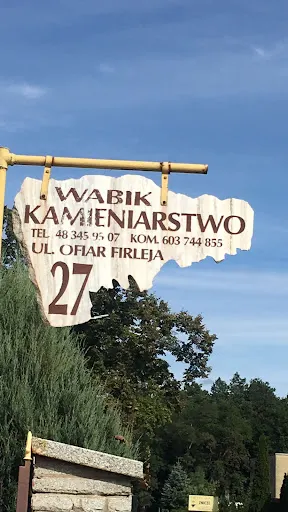 WABIK
KAMIENIARSTWO
TEL. 48 345 95 07 KOM. 603 744 855
UL. OFIAR FIRLEJA
27